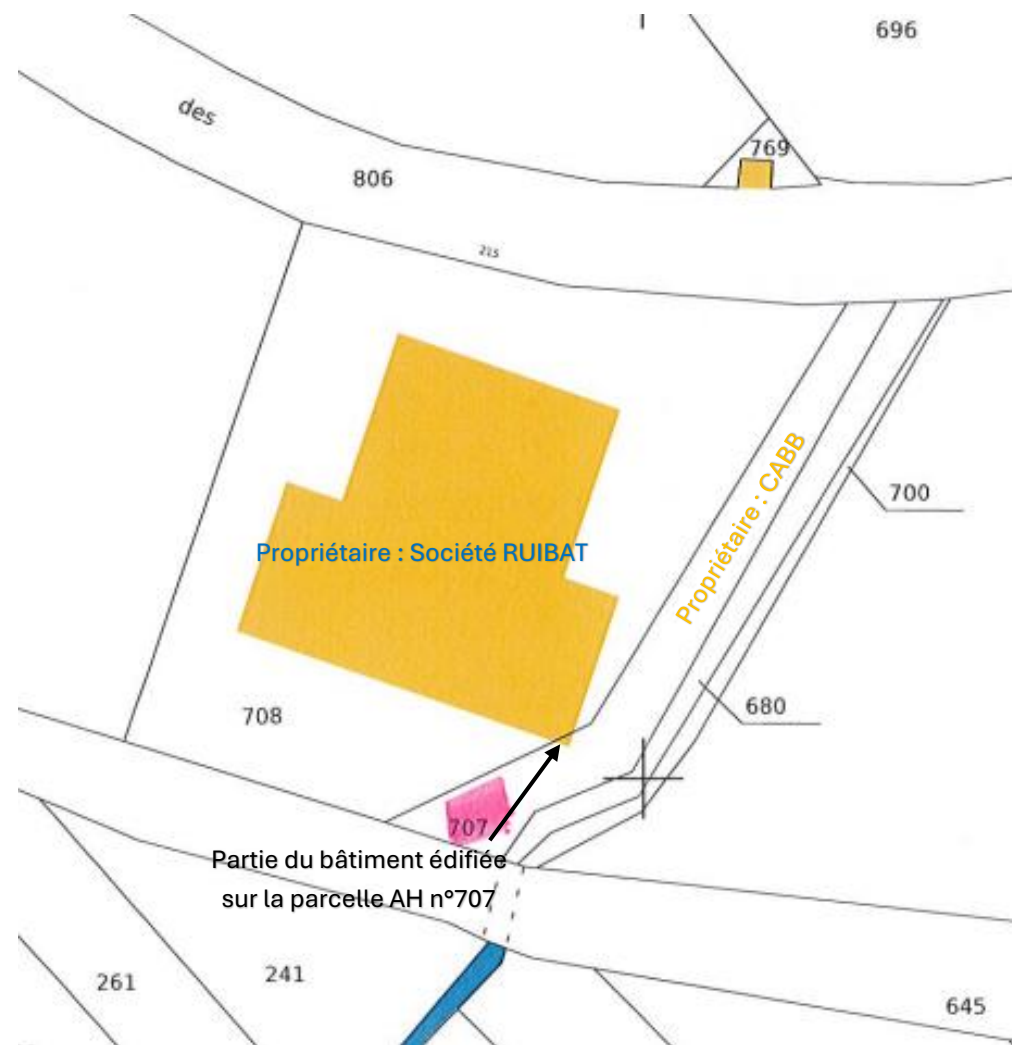 696
des
769
806
215
Propriétaire : CABB
700
Propriétaire : Société RUIBAT
680
708
707
Partie du bâtiment édifiée
sur la parcelle AH n°707
241
261
645